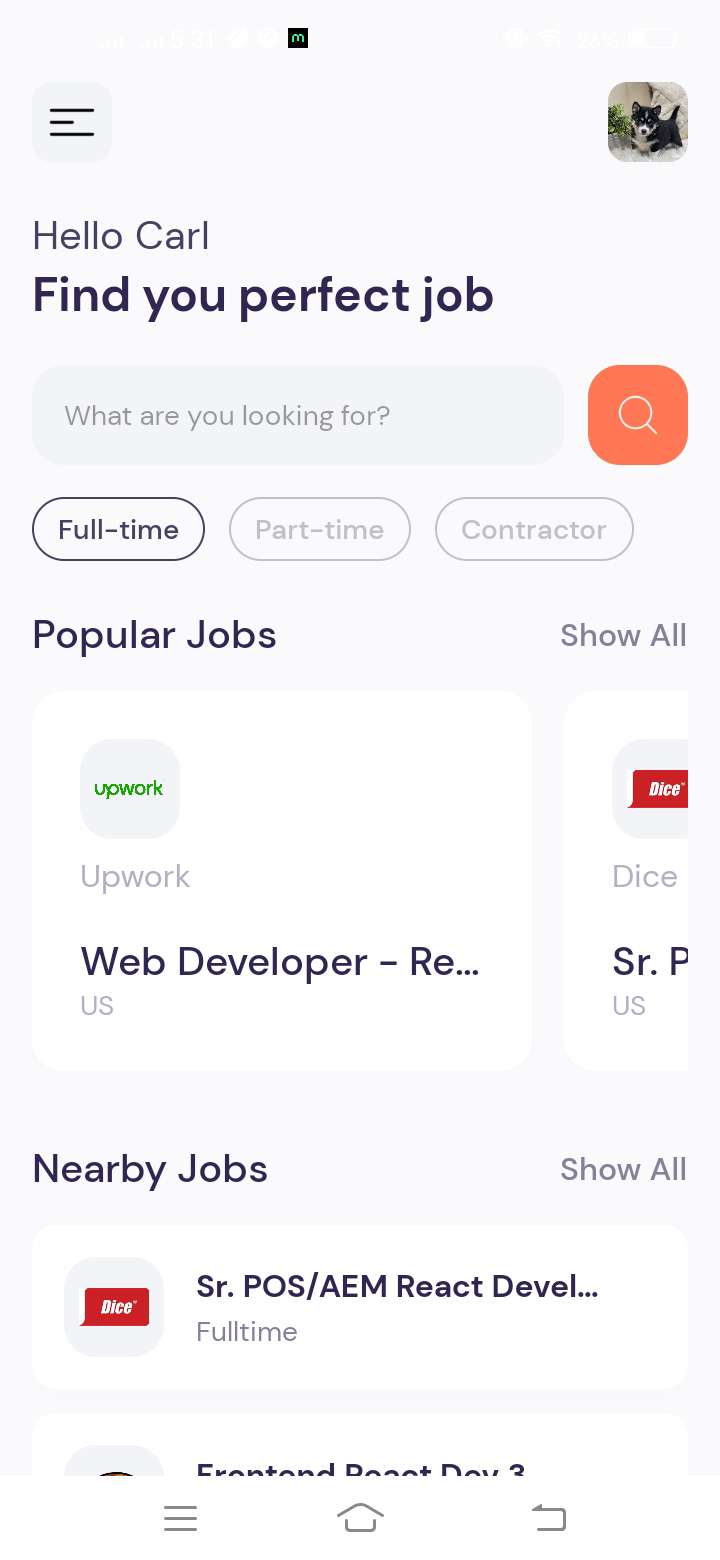 5:31
26%
Hello Carl
Find you perfect job
What are you looking for?
Full-time
Part-time
Contractor
Popular Jobs
Show All
upwork
Dice
Upwork
Dice
Web Developer - Re...
Sr. P
US
US
Nearby Jobs
Show All
Dice
Sr. POS/AEM React Devel...
Fulltime
Frontend React Dev 3